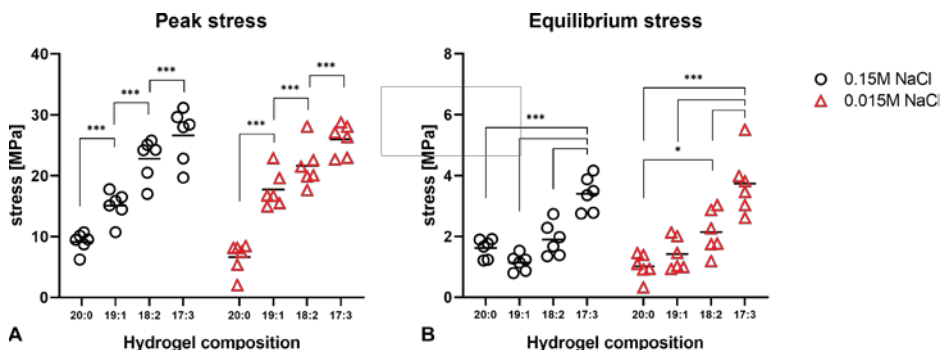 Peak stress
Equilibrium stress
40
30
20
10
0
stress [MPa]
***
***
***
***
***
***
20:0 19:1 18:2 17:3 20:0 19:1 18:2 17:3
Hydrogel composition
A
8
6
4
2
0
stress [MPa]
***
***
*
20:0 19:1 18:2 17:3 20:0 19:1 18:2 17:3
Hydrogel composition
B
0.15M NaCl
0.015M NaCl